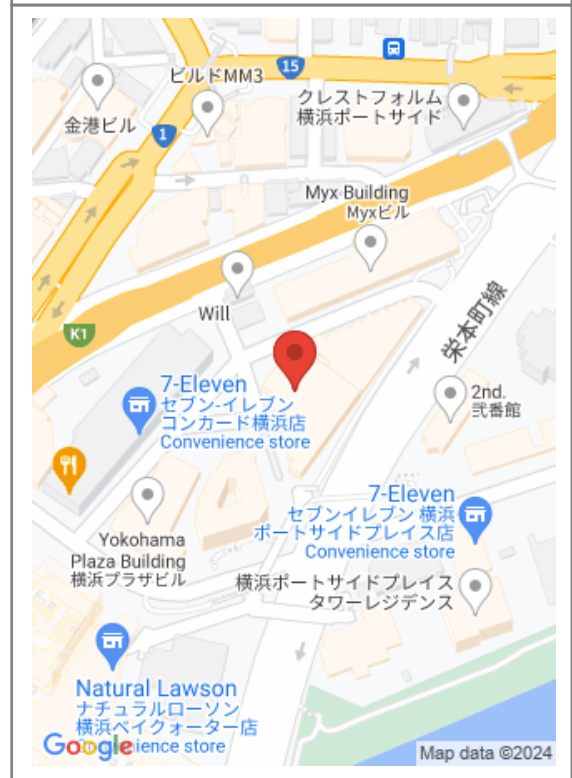 15
ビルドMM3
クレストフォルム
横浜ポートサイド
金港ビル
1
Myx Building
Myxビル
Will
栄本町線
K1
7-Eleven
セブン-イレブン
コンカード横浜店
Convenience store
2nd.
弐番館
7-Eleven
セブンイレブン 横浜
ポートサイドプレイス店
Convenience store
Yokohama
Plaza Building
横浜プラザビル
横浜ポートサイドプレイス
タワーレジデンス
Natural Lawson
ナチュラルローソン
横浜ベイクォーター店
Convenience store
Google
Map data ©2024